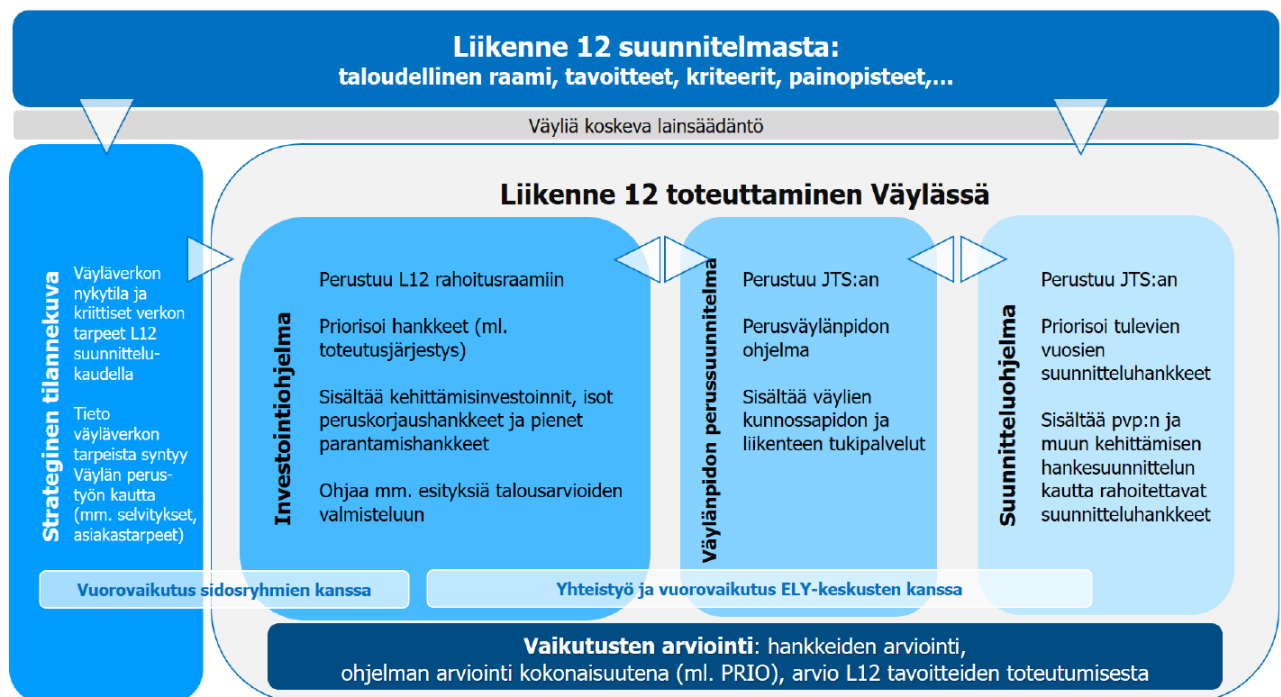 Liikenne 12 suunnitelmasta:
taloudellinen raami, tavoitteet, kriteerit, painopisteet,...
Väyliä koskeva lainsäädäntö
Strateginen tilannekuva
Väyläverkon
nykytila ja
kriittiset verkon
tarpeet L12
suunnittelu-
kaudella
Tieto
väyläverkon
tarpeista syntyy
Väylän perus-
työn kautta
(mm. selvitykset,
asiakastarpeet)
Liikenne 12 toteuttaminen Väylässä
Investointiohjelma
Perustuu L12 rahoitusraamiin
Priorisoi hankkeet (ml.
toteutusjärjestys)
Sisältää kehittämisinvestoinnit, isot
peruskorjaushankkeet ja pienet
parantamishankkeet
Ohjaa mm. esityksiä talousarvioiden
valmisteluun
Väylänpidon perussuunnitelma
Perustuu JTS:an
Perusväylänpidon
ohjelma
Sisältää väylien
kunnossapidon ja
liikenteen tukipalvelut
Suunnitteluohjelma
Perustuu JTS:an
Priorisoi tulevien
vuosien
suunnitteluhankkeet
Sisältää pvp:n ja
muun kehittämisen
hankesuunnittelun
kautta rahoitettavat
suunnitteluhankkeet
Vuorovaikutus sidosryhmien kanssa
Yhteistyö ja vuorovaikutus ELY-keskusten kanssa
Vaikutusten arviointi: hankkeiden arviointi,
ohjelman arviointi kokonaisuutena (ml. PRIO), arvio L12 tavoitteiden toteutumisesta